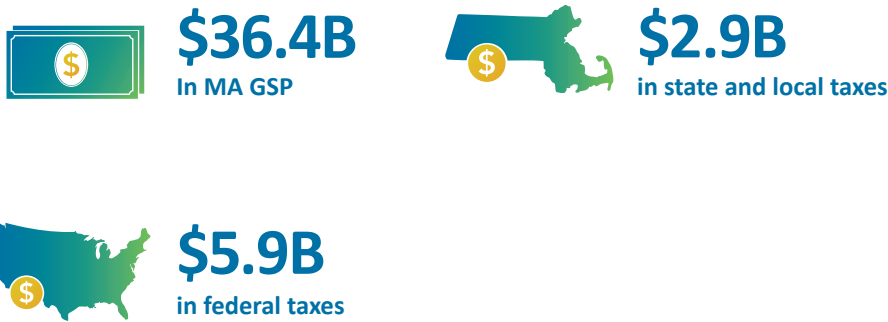 $
$36.4B
In MA GSP
$
$2.9B
in state and local taxes
$
$5.9B
in federal taxes